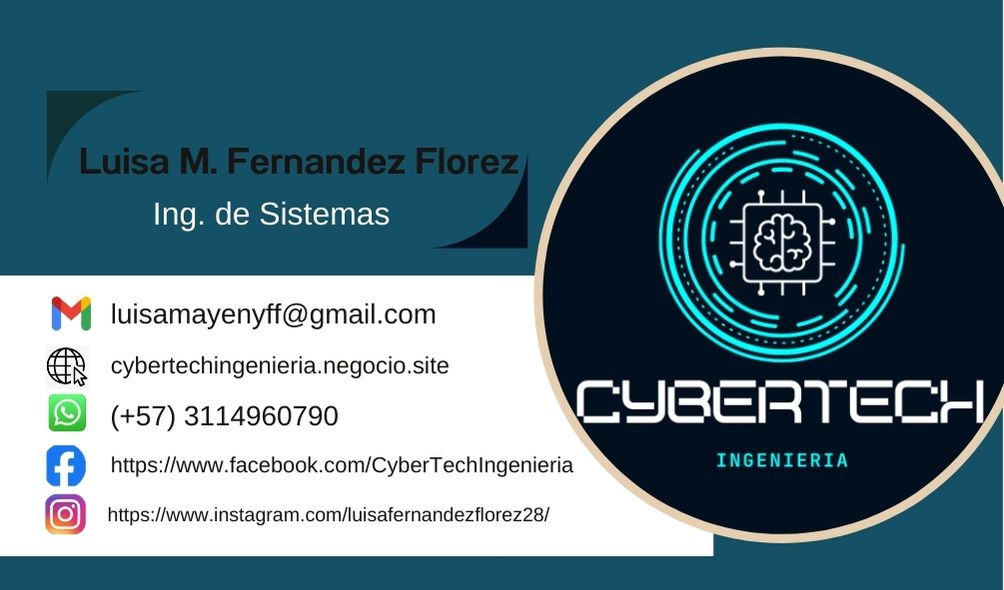 Luisa M. Fernandez Florez
Ing. de Sistemas
luisamayenyff@gmail.com
cybertechingenieria.negocio.site
(+57) 3114960790
https://www.facebook.com/CyberTechIngenieria
https://www.instagram.com/luisafernandezflorez28/
CYBERTECH
INGENIERIA